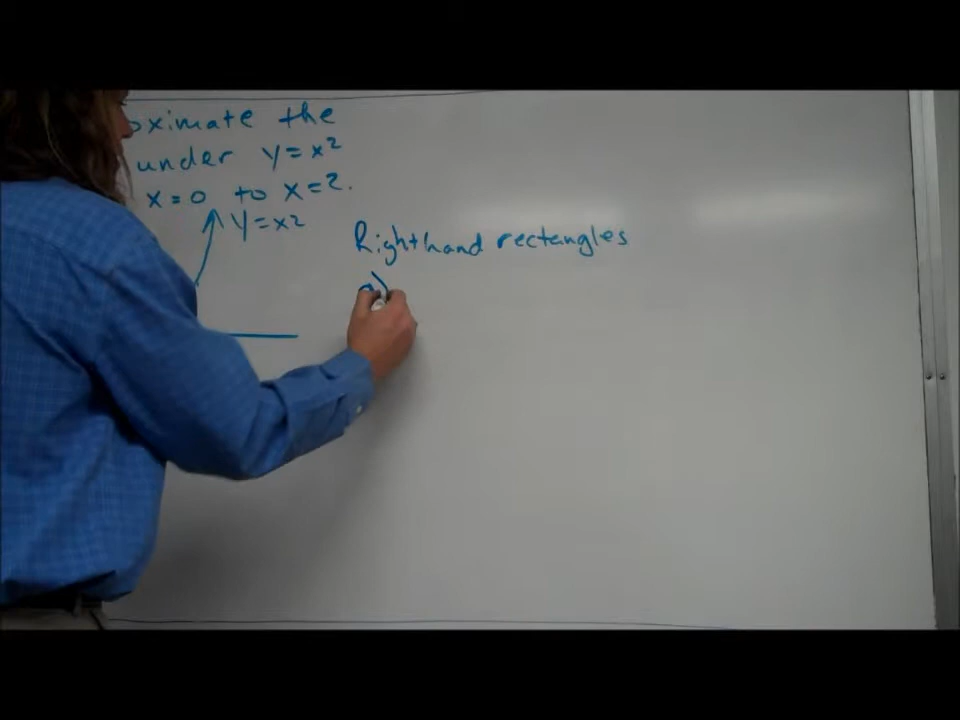 oximate the
under y=x²
x=0 to x=2.
y=x²
Righthand rectangles
a)